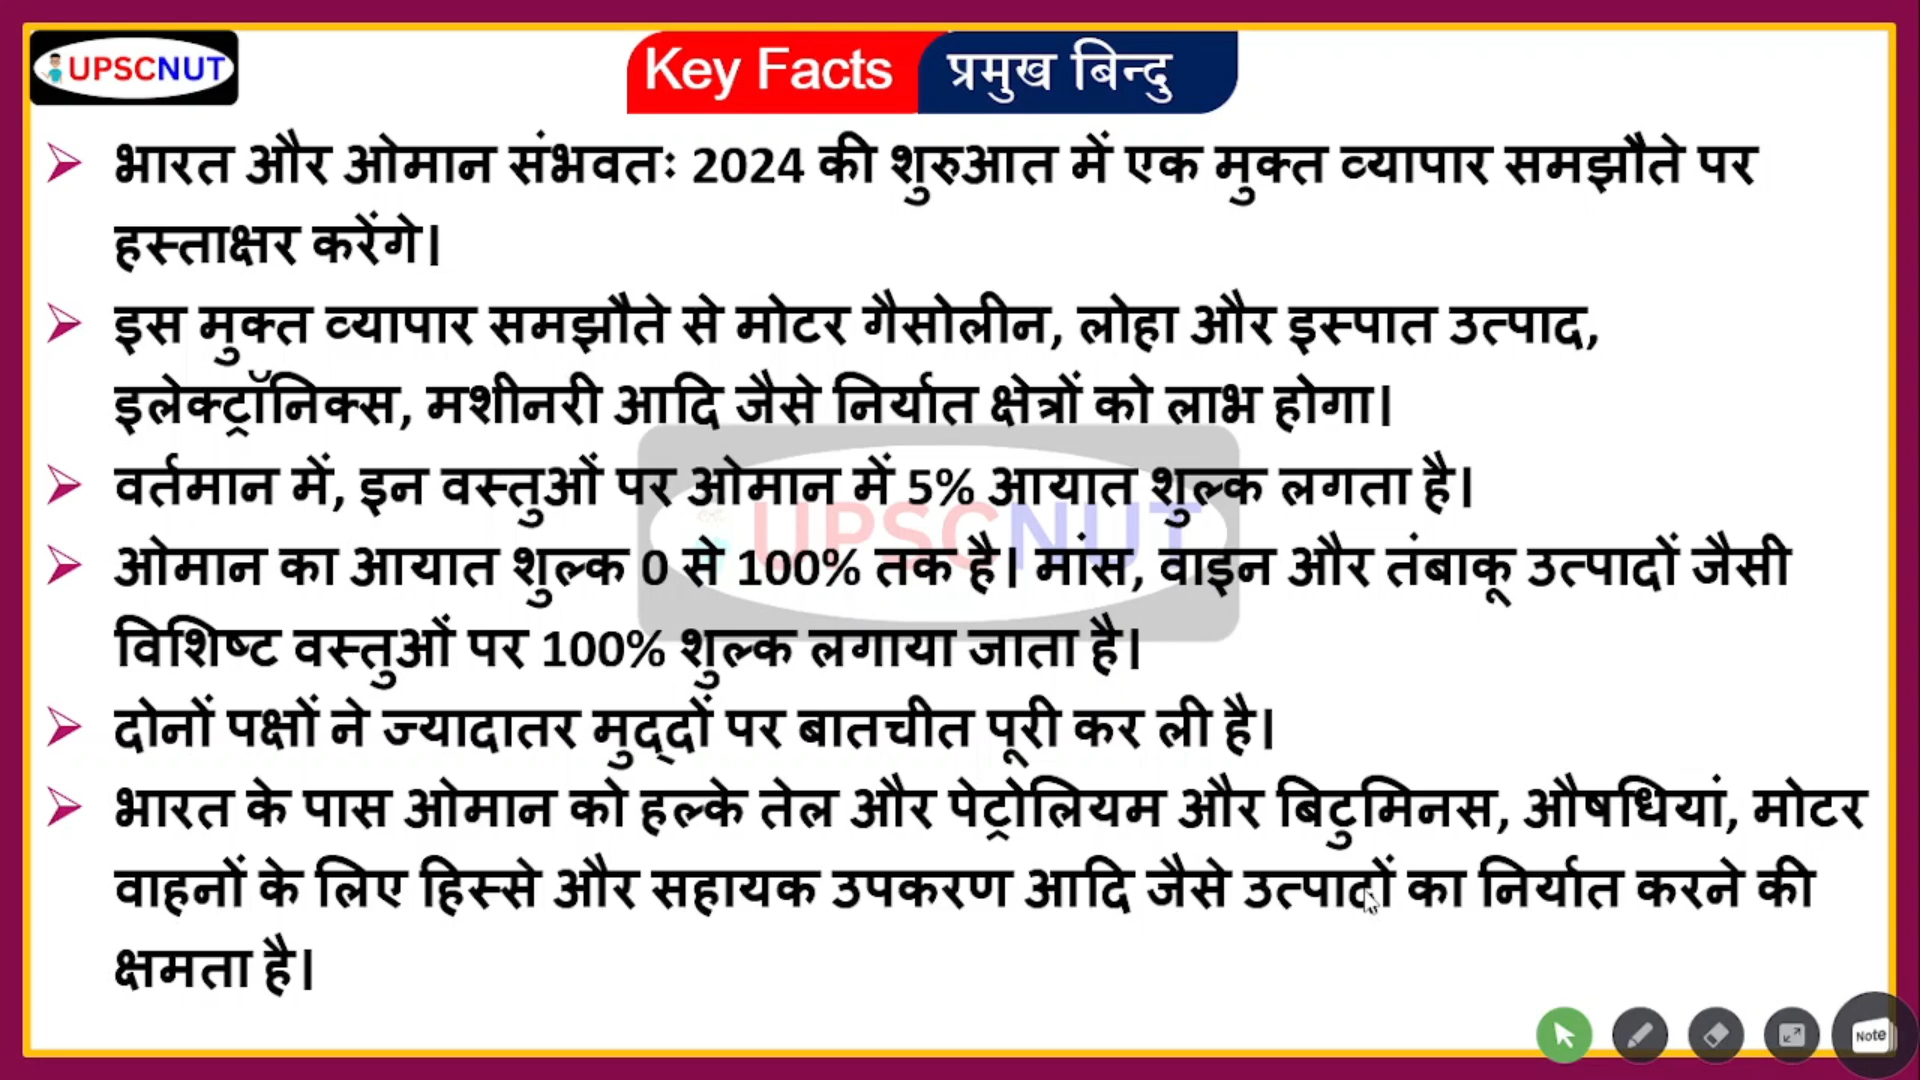 UPSCNUT
Key Facts प्रमुख बिन्दु
भारत और ओमान संभवतः 2024 की शुरुआत में एक मुक्त व्यापार समझौते पर
हस्ताक्षर करेंगे।
इस मुक्त व्यापार समझौते से मोटर गैसोलीन, लोहा और इस्पात उत्पाद,
इलेक्ट्रॉनिक्स, मशीनरी आदि जैसे निर्यात क्षेत्रों को लाभ होगा।
वर्तमान में, इन वस्तुओं पर ओमान में 5% आयात शुल्क लगता है।
UPSCNUT
ओमान का आयात शुल्क 0 से 100% तक है। मांस, वाइन और तंबाकू उत्पादों जैसी
विशिष्ट वस्तुओं पर 100% शुल्क लगाया जाता है।
दोनों पक्षों ने ज्यादातर मुद्दों पर बातचीत पूरी कर ली है।
भारत के पास ओमान को हल्के तेल और पेट्रोलियम और बिटुमिनस, औषधियां, मोटर
वाहनों के लिए हिस्से और सहायक उपकरण आदि जैसे उत्पादों का निर्यात करने की
क्षमता है।
Note